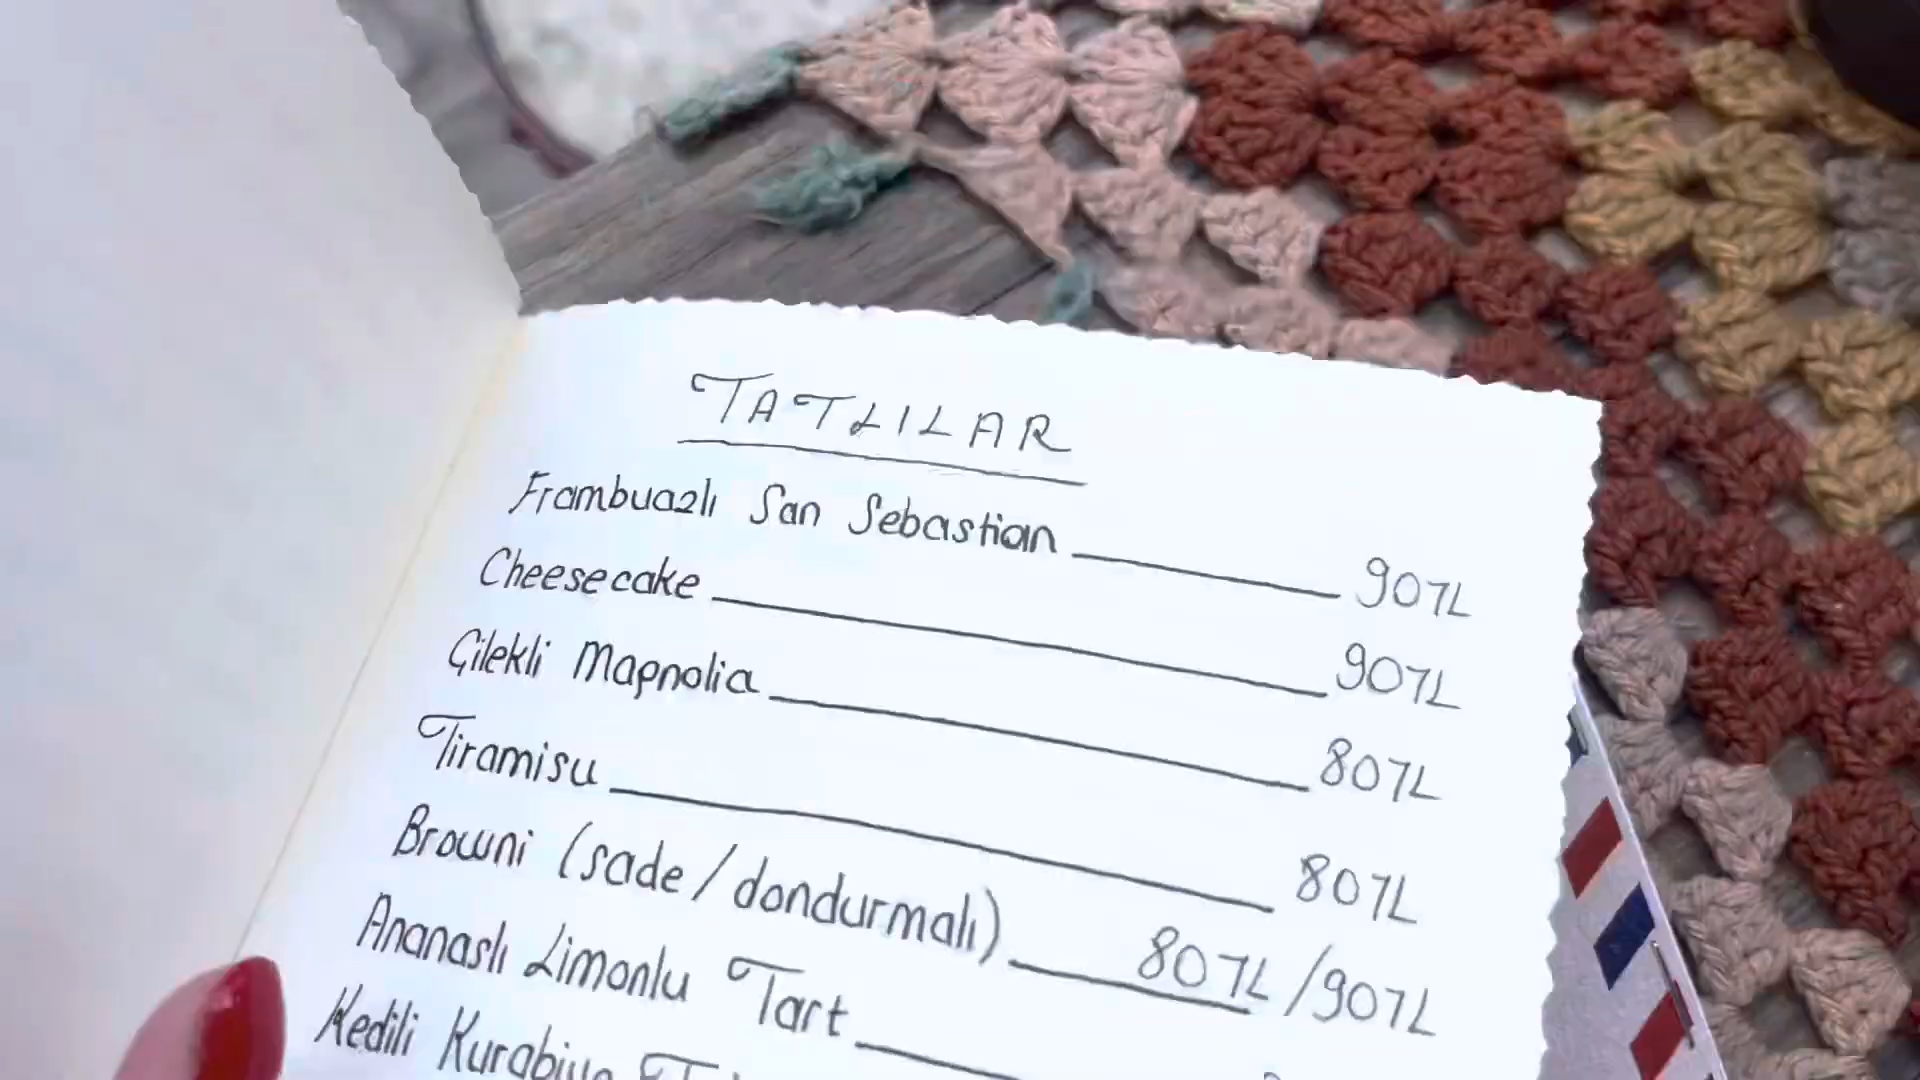 TATLILAR
Frambuazlı San Sebastian 90TL
Cheesecake 90TL
Çilekli Magnolia 80TL
Tiramisu 80TL
Browni (sade/dondurmalı) 80TL/90TL
Ananaslı Limonlu Tart
Kedili Kurabiye